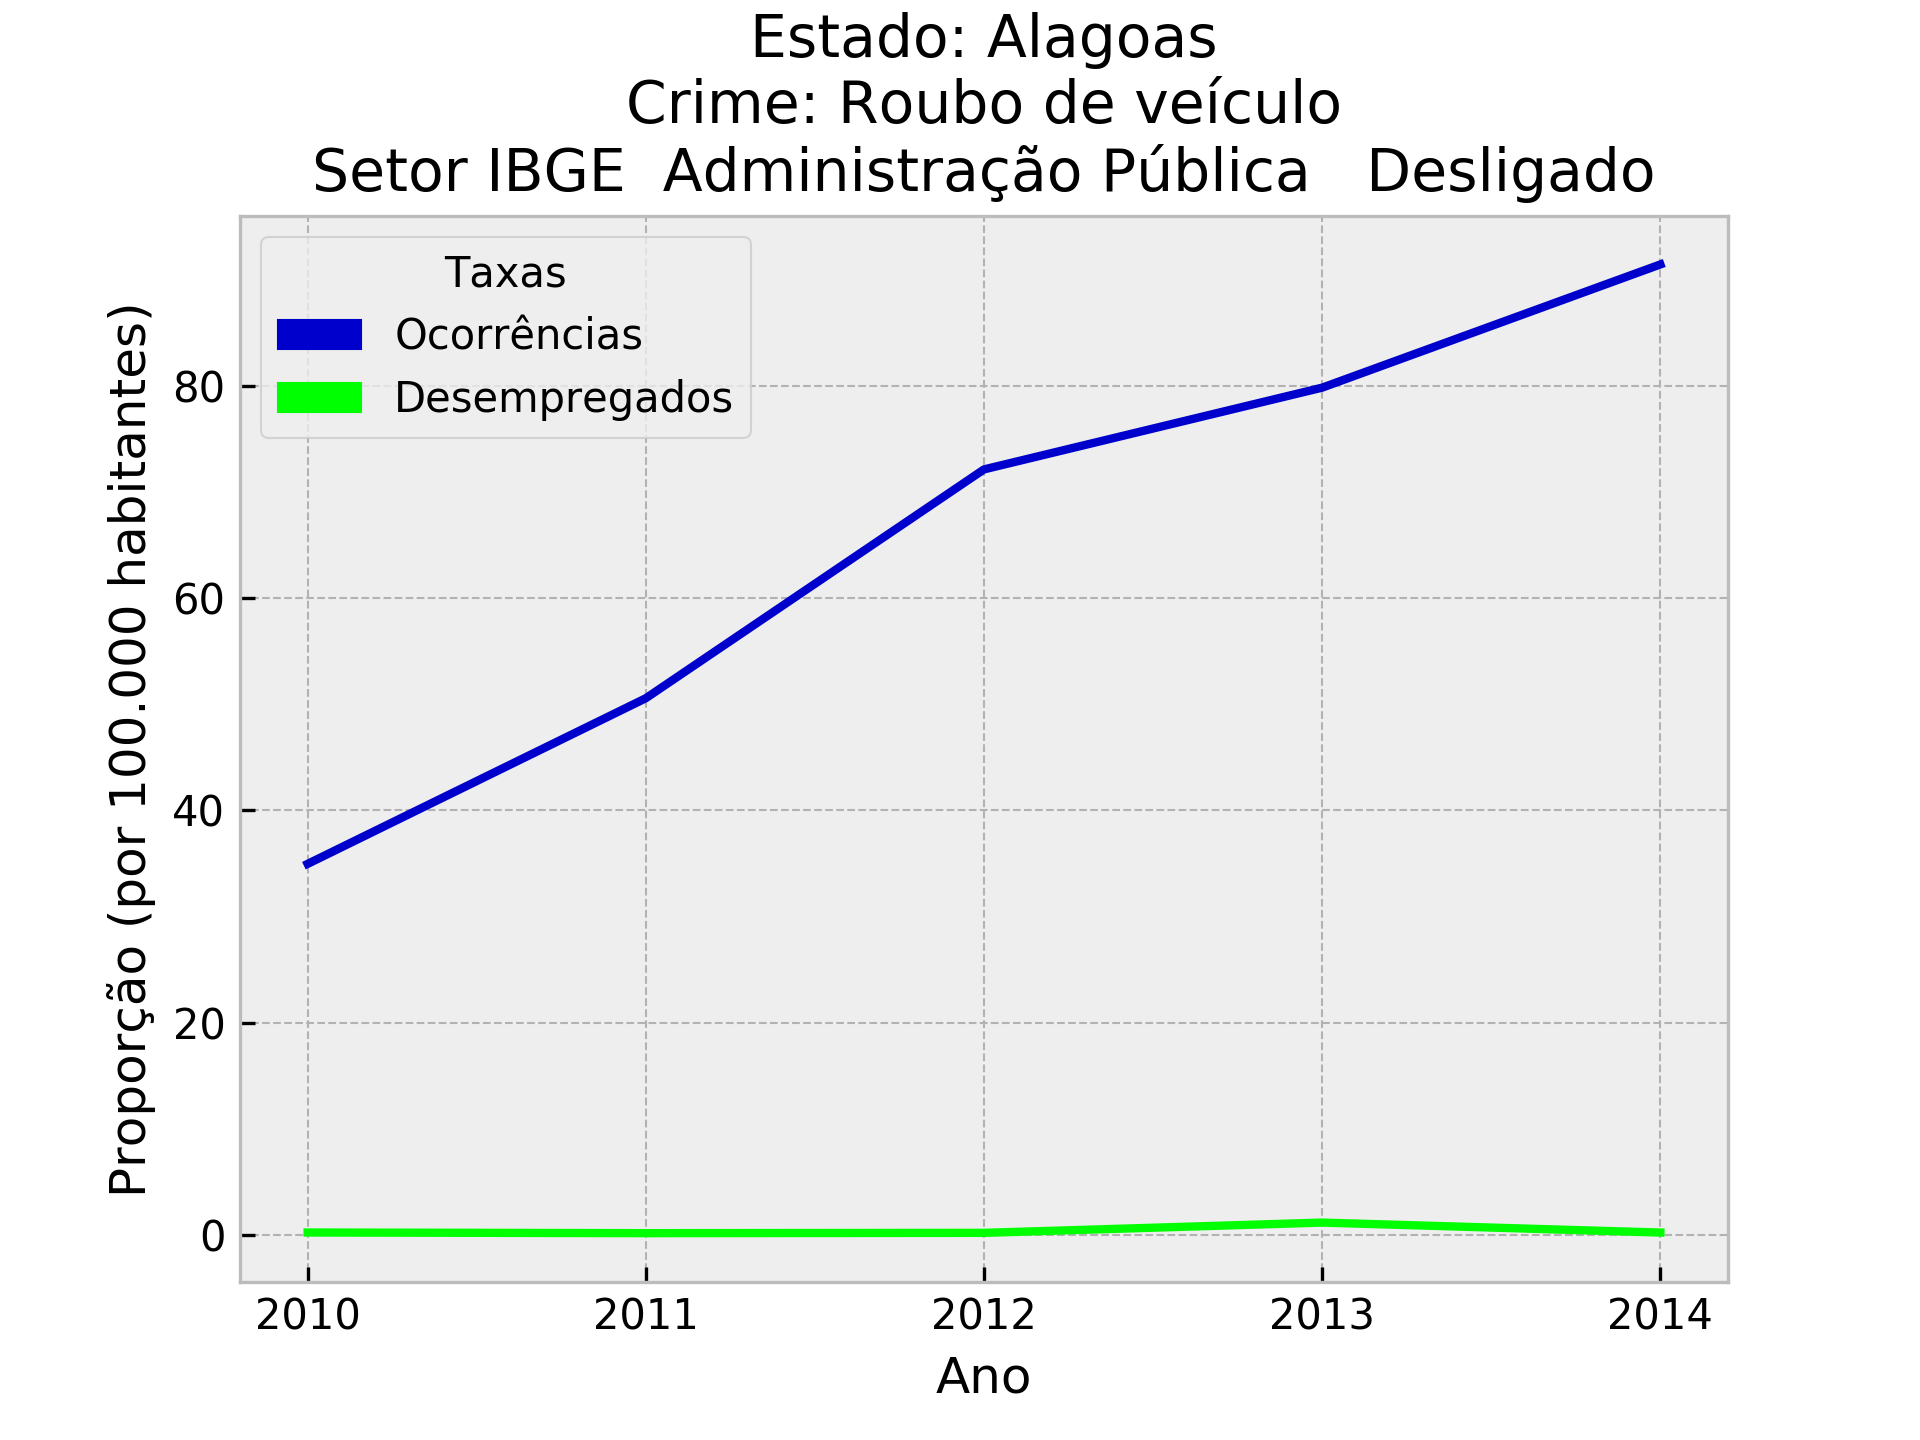 Estado: Alagoas
Crime: Roubo de veículo
Setor IBGE  Administração Pública   Desligado
Taxas
Ocorrências
Desempregados
Proporção (por 100.000 habitantes)
80
60
40
20
0
2010 2011 2012 2013 2014
Ano